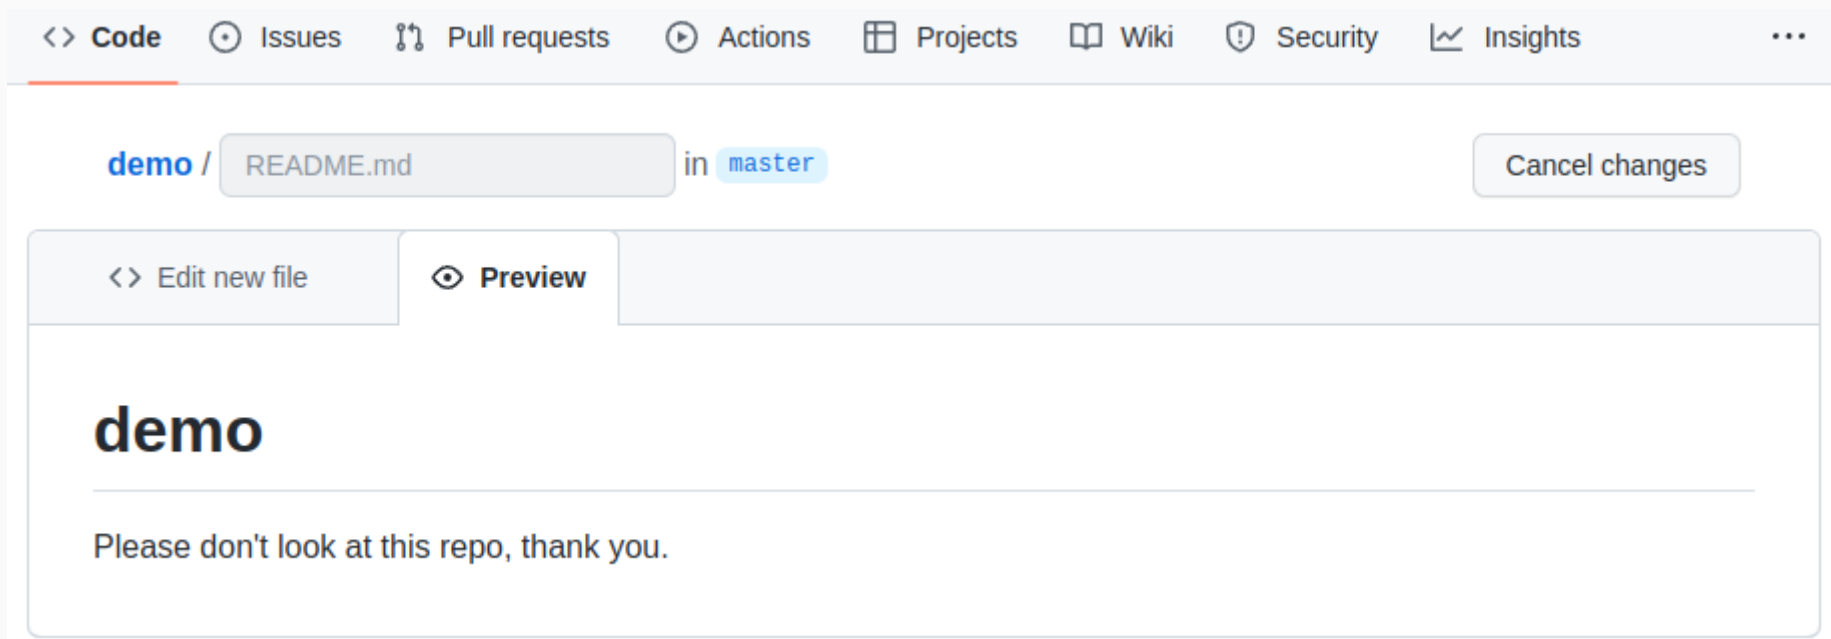 Code Issues Pull requests Actions Projects Wiki Security Insights
demo / README.md in master Cancel changes
Edit new file Preview
demo
Please don't look at this repo, thank you.